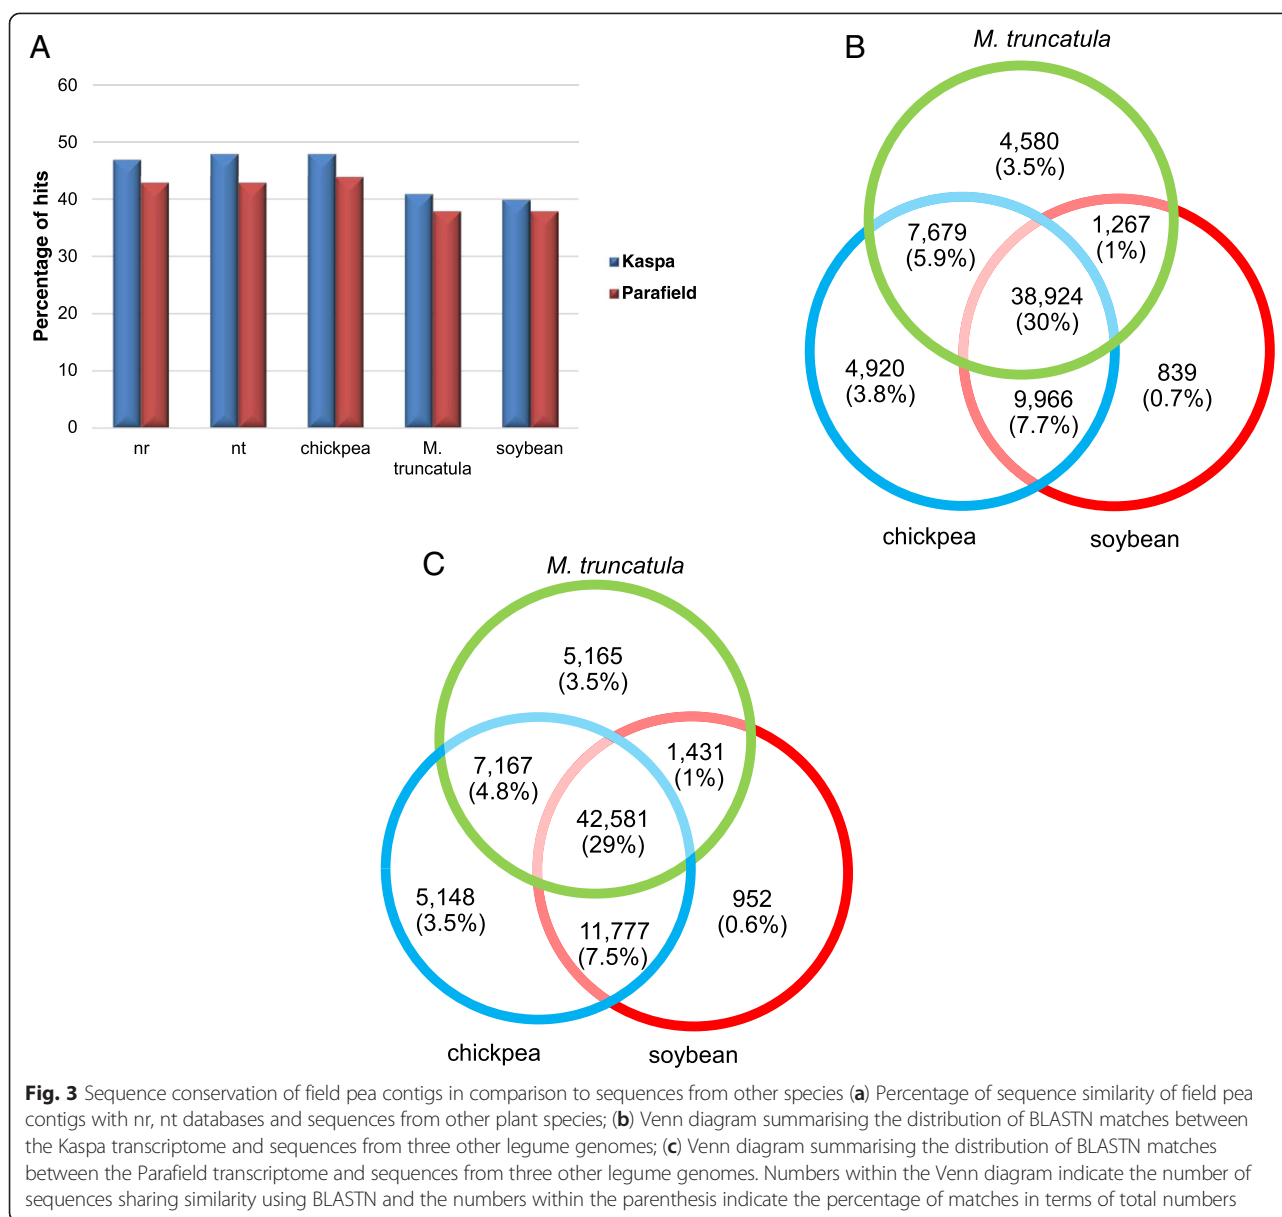 A
60
50
40
30
20
10
0
Percentage of hits
nr
nt
chickpea
M.
truncatula
soybean
Kaspa
Parafield
B
M. truncatula
4,580
(3.5%)
7,679
(5.9%)
1,267
(1%)
38,924
(30%)
4,920
(3.8%)
839
(0.7%)
9,966
(7.7%)
chickpea
soybean
C
M. truncatula
5,165
(3.5%)
7,167
(4.8%)
1,431
(1%)
42,581
(29%)
5,148
(3.5%)
952
(0.6%)
11,777
(7.5%)
chickpea
soybean
Fig. 3 Sequence conservation of field pea contigs in comparison to sequences from other species (a) Percentage of sequence similarity of field pea
contigs with nr, nt databases and sequences from other plant species; (b) Venn diagram summarising the distribution of BLASTN matches between
the Kaspa transcriptome and sequences from three other legume genomes; (c) Venn diagram summarising the distribution of BLASTN matches
between the Parafield transcriptome and sequences from three other legume genomes. Numbers within the Venn diagram indicate the number of
sequences sharing similarity using BLASTN and the numbers within the parenthesis indicate the percentage of matches in terms of total numbers